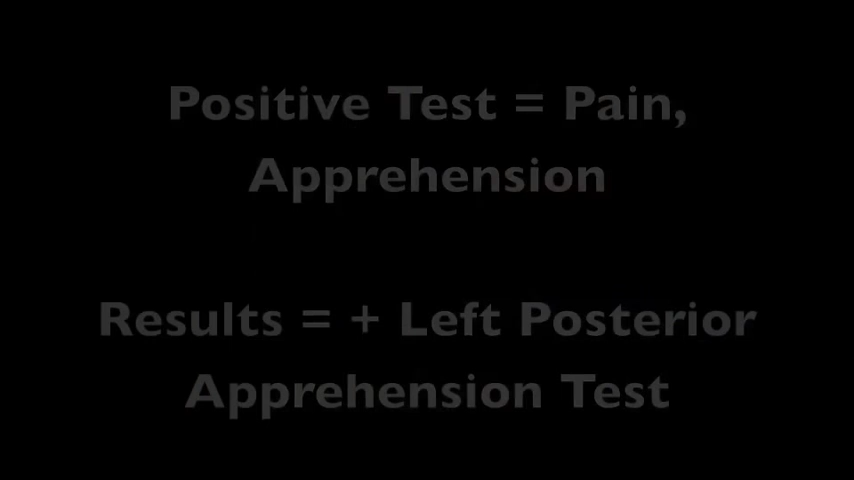 Positive Test = Pain,
Apprehension
Results = + Left Posterior
Apprehension Test